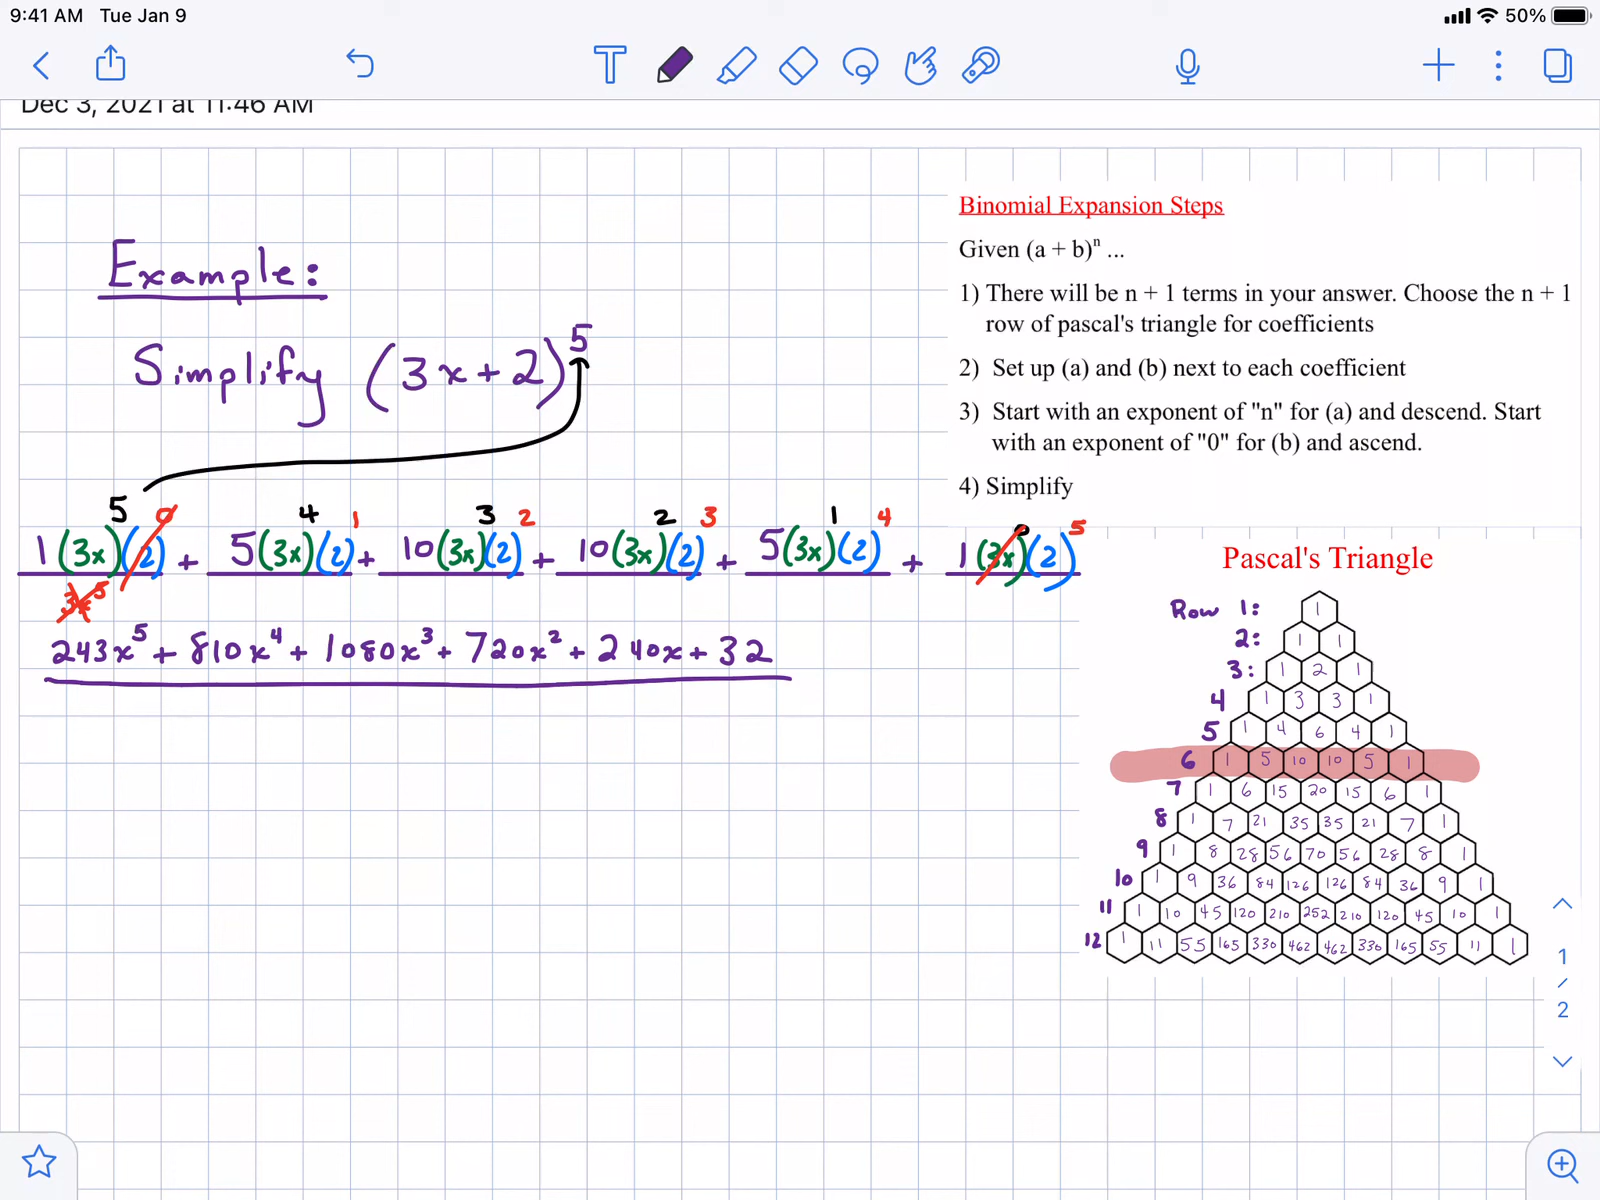 9:41 AM Tue Jan 9
50%
Dec 3, 2021 at 11:46 AM
Example:
Simplify (3x+2)⁵
1(3x)⁵(2)⁰ + 5(3x)⁴(2)¹ + 10(3x)³(2)² + 10(3x)²(2)³ + 5(3x)¹(2)⁴ + 1(3x)⁰(2)⁵
3x⁵
243x⁵ + 810x⁴ + 1080x³ + 720x² + 240x + 32
Binomial Expansion Steps
Given (a + b)ⁿ ...
1) There will be n + 1 terms in your answer. Choose the n + 1
row of pascal's triangle for coefficients
2) Set up (a) and (b) next to each coefficient
3) Start with an exponent of "n" for (a) and descend. Start
with an exponent of "0" for (b) and ascend.
4) Simplify
Pascal's Triangle
Row 1: 1
2: 1 1
3: 1 2 1
4 1 3 3 1
5 1 4 6 4 1
6 1 5 10 10 5 1
7 1 6 15 20 15 6 1
8 1 7 21 35 35 21 7 1
9 1 8 28 56 70 56 28 8 1
10 1 9 36 84 126 126 84 36 9 1
11 1 10 45 120 210 252 210 120 45 10 1
12 1 11 55 165 330 462 462 330 165 55 11 1
1
/
2